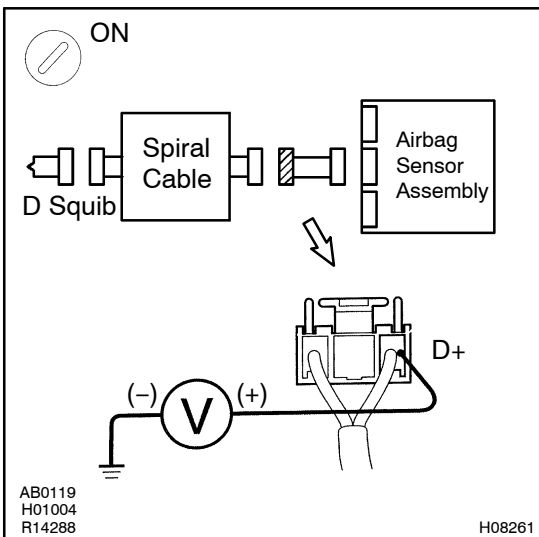 ON
D Squib
Spiral
Cable
Airbag
Sensor
Assembly
D+
(−)
V
(+)
AB0119
H01004
R14288
H08261